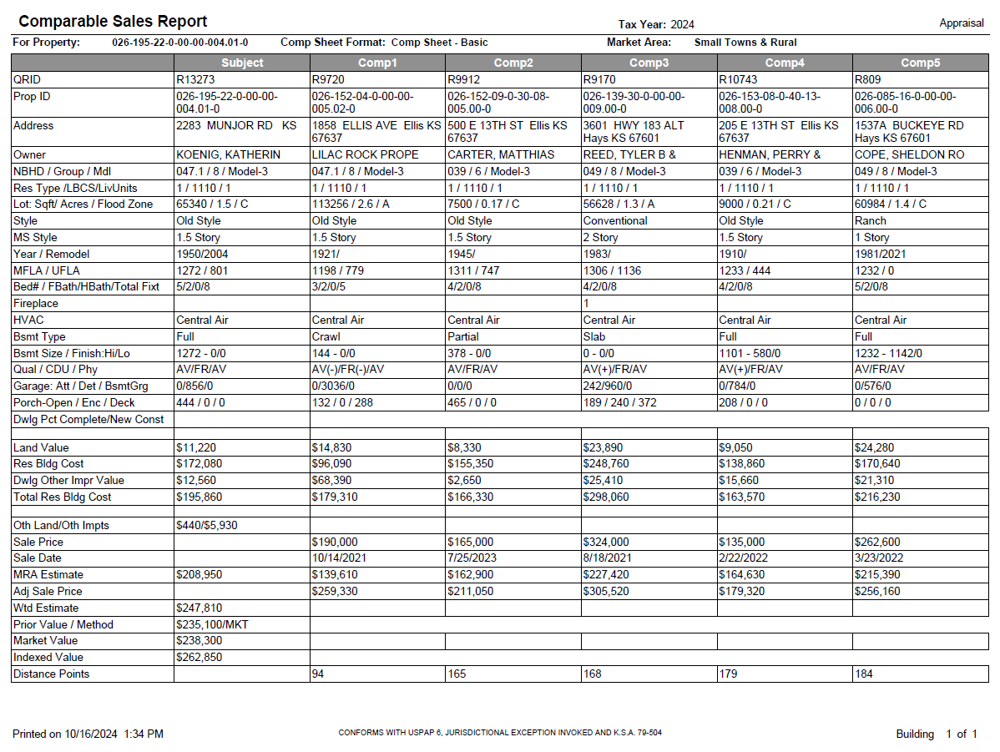 Comparable Sales Report
Tax Year: 2024
Appraisal
For Property: 026-195-22-0-00-00-004.01-0 Comp Sheet Format: Comp Sheet - Basic Market Area: Small Towns & Rural
Subject Comp1 Comp2 Comp3 Comp4 Comp5
QRID R13273 R9720 R9912 R9170 R10743 R809
Prop ID 026-195-22-0-00-00- 026-152-04-0-00-00- 026-152-09-0-30-08- 026-139-30-0-00-00- 026-153-08-0-40-13- 026-085-16-0-00-00-
004.01-0 005.02-0 005.00-0 009.00-0 008.00-0 006.00-0
Address 2283 MUNJOR RD KS 1858 ELLIS AVE Ellis KS 500 E 13TH ST Ellis KS 3601 HWY 183 ALT 205 E 13TH ST Ellis KS 1537A BUCKEYE RD
67637 67637 Hays KS 67601 67637 Hays KS 67601
Owner KOENIG, KATHERIN LILAC ROCK PROPE CARTER, MATTHIAS REED, TYLER B & HENMAN, PERRY & COPE, SHELDON RO
NBHD / Group / Mdl 047.1 / 8 / Model-3 047.1 / 8 / Model-3 039 / 6 / Model-3 049 / 8 / Model-3 039 / 6 / Model-3 049 / 8 / Model-3
Res Type /LBCS/LivUnits 1 / 1110 / 1 1 / 1110 / 1 1 / 1110 / 1 1 / 1110 / 1 1 / 1110 / 1 1 / 1110 / 1
Lot: Sqft/ Acres / Flood Zone 65340 / 1.5 / C 113256 / 2.6 / A 7500 / 0.17 / C 56628 / 1.3 / A 9000 / 0.21 / C 60984 / 1.4 / C
Style Old Style Old Style Old Style Conventional Old Style Ranch
MS Style 1.5 Story 1.5 Story 1.5 Story 2 Story 1.5 Story 1 Story
Year / Remodel 1950/2004 1921/ 1945/ 1983/ 1910/ 1981/2021
MFLA / UFLA 1272 / 801 1198 / 779 1311 / 747 1306 / 1136 1233 / 444 1232 / 0
Bed# / FBath/HBath/Total Fixt 5/2/0/8 3/2/0/5 4/2/0/8 4/2/0/8 4/2/0/8 5/2/0/8
Fireplace 1
HVAC Central Air Central Air Central Air Central Air Central Air Central Air
Bsmt Type Full Crawl Partial Slab Full Full
Bsmt Size / Finish:Hi/Lo 1272 - 0/0 144 - 0/0 378 - 0/0 0 - 0/0 1101 - 580/0 1232 - 1142/0
Qual / CDU / Phy AV/FR/AV AV(-)/FR(-)/AV AV/FR/AV AV(+)/FR/AV AV(+)/FR/AV AV/FR/AV
Garage: Att / Det / BsmtGrg 0/856/0 0/3036/0 0/0/0 242/960/0 0/784/0 0/576/0
Porch-Open / Enc / Deck 444 / 0 / 0 132 / 0 / 288 465 / 0 / 0 189 / 240 / 372 208 / 0 / 0 0 / 0 / 0
Dwlg Pct Complete/New Const
Land Value $11,220 $14,830 $8,330 $23,890 $9,050 $24,280
Res Bldg Cost $172,080 $96,090 $155,350 $248,760 $138,860 $170,640
Dwlg Other Impr Value $12,560 $68,390 $2,650 $25,410 $15,660 $21,310
Total Res Bldg Cost $195,860 $179,310 $166,330 $298,060 $163,570 $216,230
Oth Land/Oth Impts $440/$5,930
Sale Price $190,000 $165,000 $324,000 $135,000 $262,600
Sale Date 10/14/2021 7/25/2023 8/18/2021 2/22/2022 3/23/2022
MRA Estimate $208,950 $139,610 $162,900 $227,420 $164,630 $215,390
Adj Sale Price $259,330 $211,050 $305,520 $179,320 $256,160
Wtd Estimate $247,810
Prior Value / Method $235,100/MKT
Market Value $238,300
Indexed Value $262,850
Distance Points 94 165 168 179 184
Printed on 10/16/2024 1:34 PM CONFORMS WITH USPAP 6, JURISDICTIONAL EXCEPTION INVOKED AND K.S.A. 79-504 Building 1 of 1